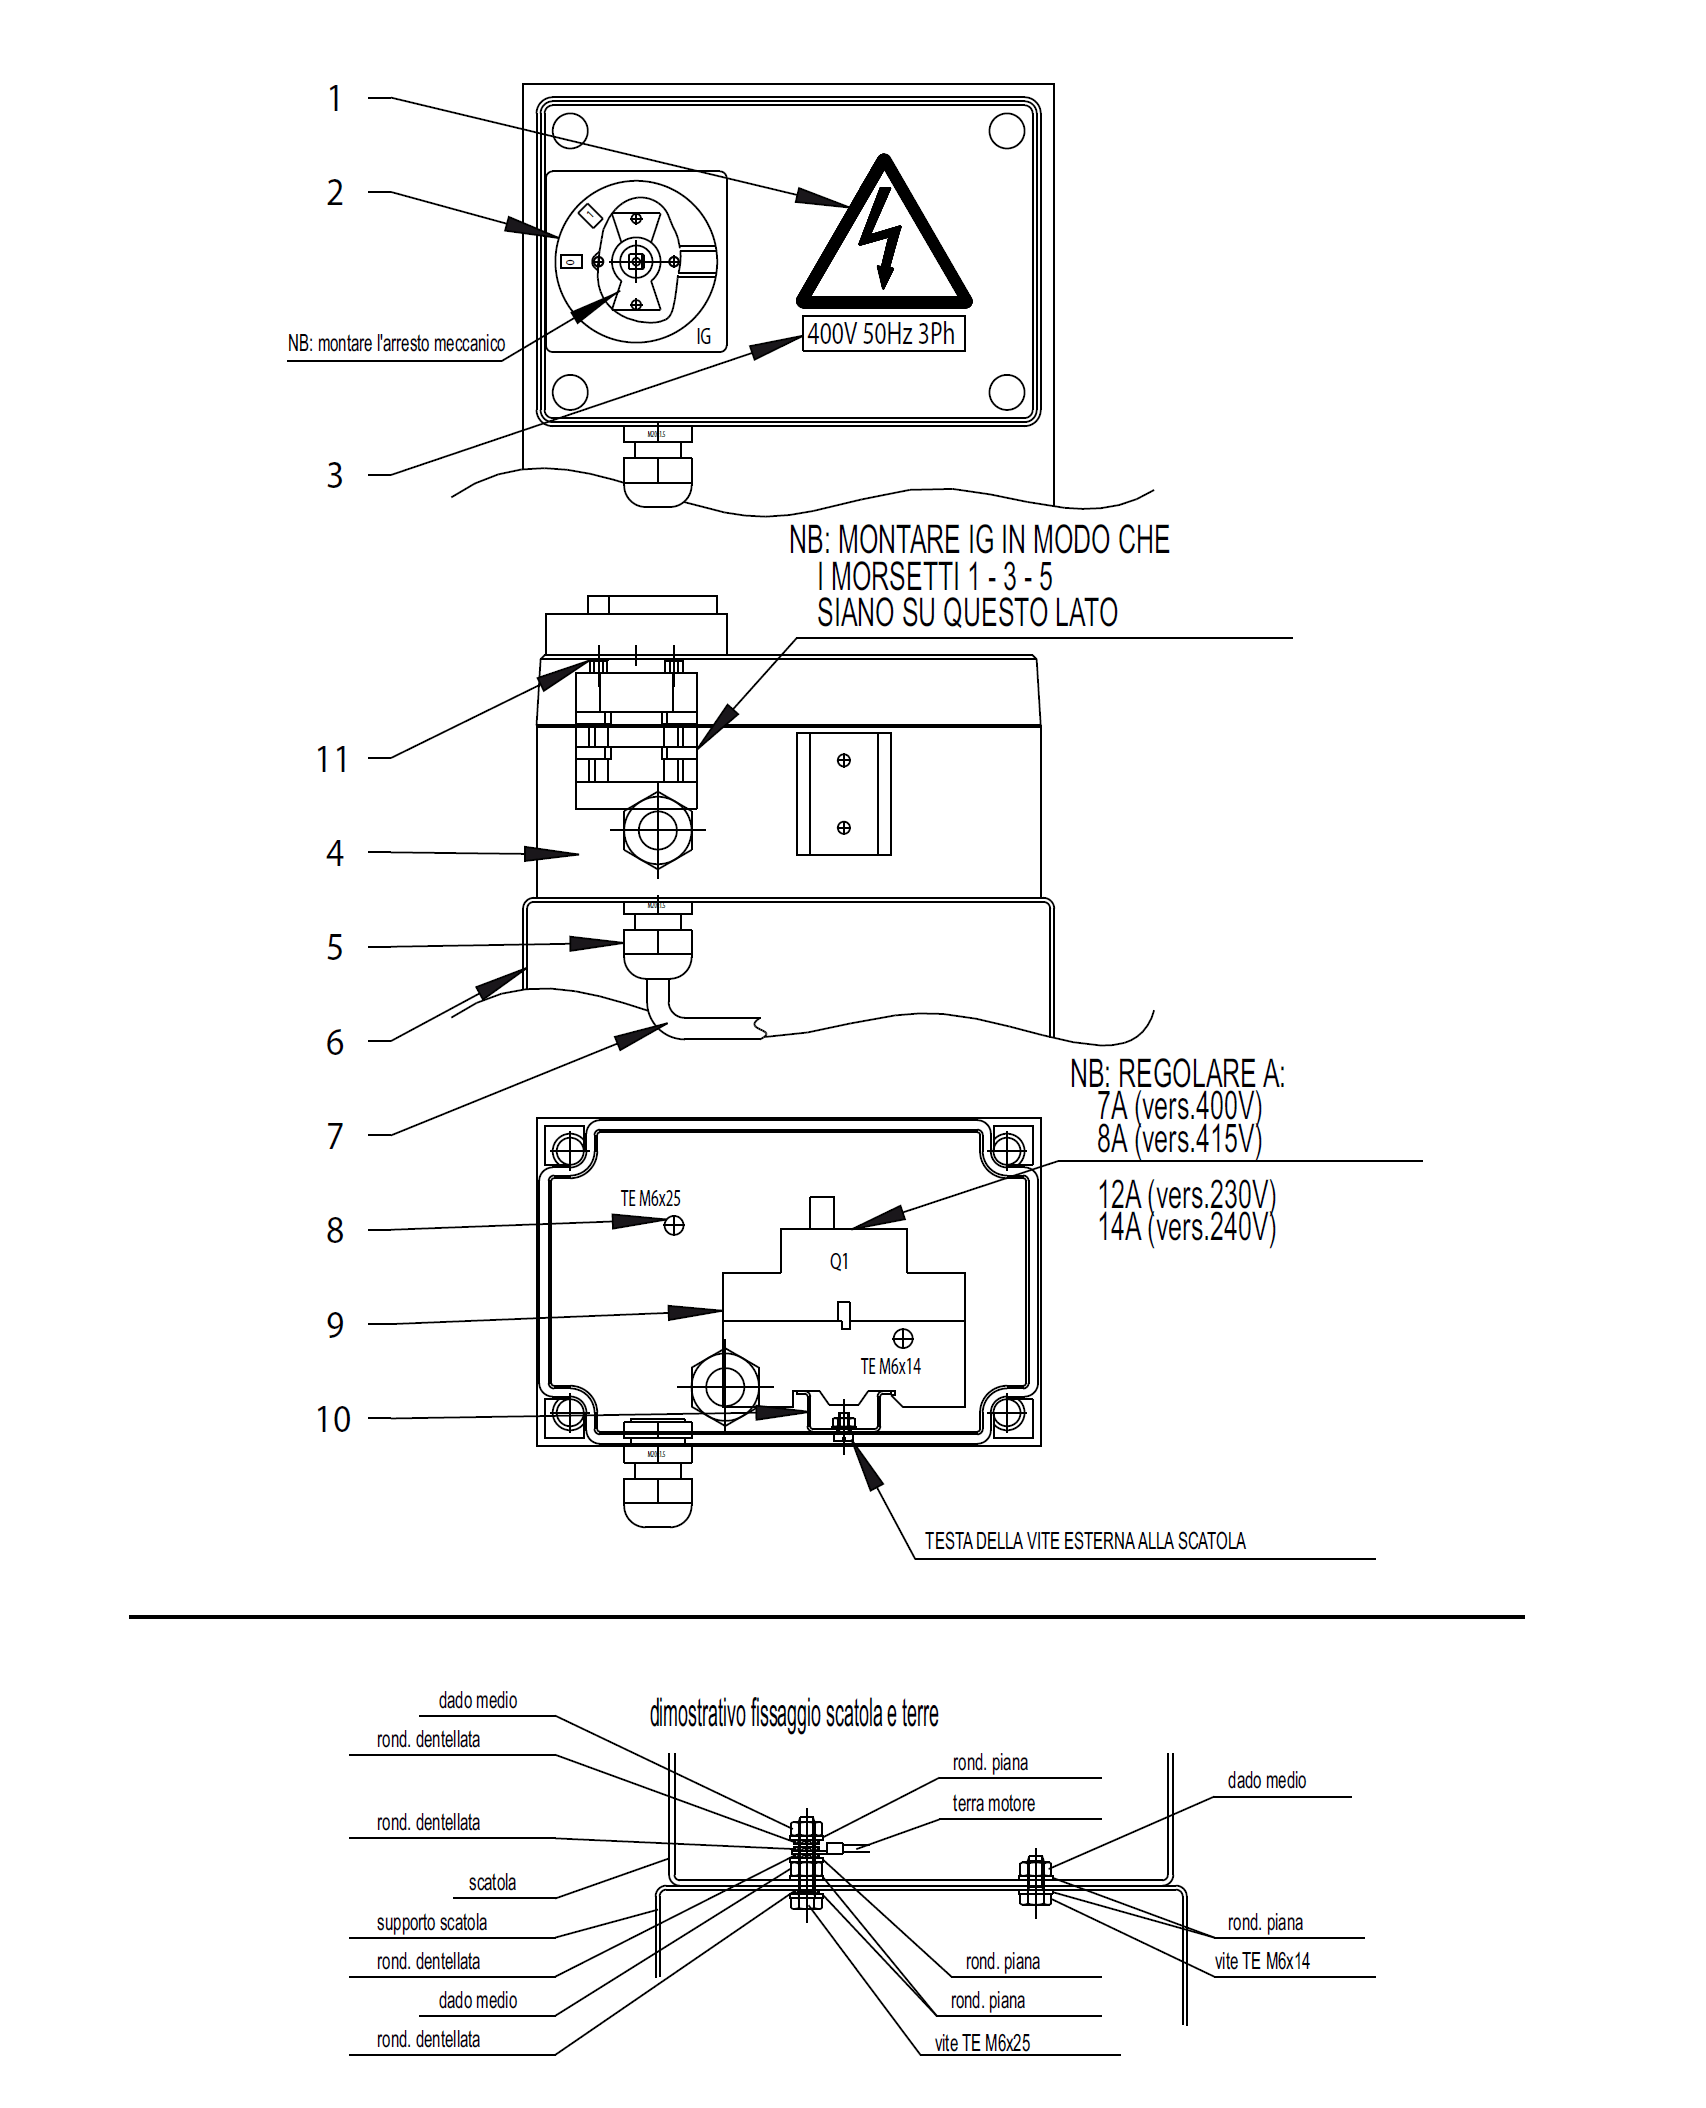 1
2
1
0
NB: montare l'arresto meccanico
IG
400V 50Hz 3Ph
3
NB: MONTARE IG IN MODO CHE
I MORSETTI 1 - 3 - 5
SIANO SU QUESTO LATO
11
4
5
6
7
NB: REGOLARE A:
7A (vers.400V)
8A (vers.415V)
12A (vers.230V)
14A (vers.240V)
TE M6x25
8
Q1
9
TE M6x14
10
TESTA DELLA VITE ESTERNA ALLA SCATOLA
dimostrativo fissaggio scatola e terre
dado medio
rond. dentellata
rond. dentellata
scatola
supporto scatola
rond. dentellata
dado medio
rond. dentellata
rond. piana
terra motore
dado medio
rond. piana
vite TE M6x14
rond. piana
rond. piana
vite TE M6x25